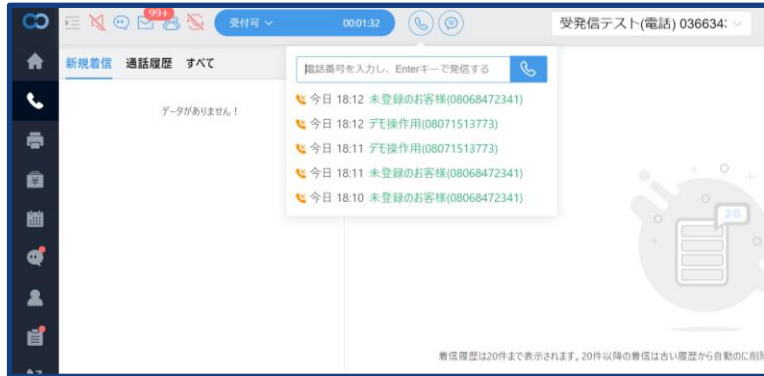 99+
受付可 00:01:32
受発信テスト(電話) 036634
新規着信 通話履歴 すべて
データがありません！
電話番号を入力し、Enterキーで発信する
今日 18:12 未登録のお客様(08068472341)
今日 18:12 デモ操作用(08071513773)
今日 18:11 デモ操作用(08071513773)
今日 18:11 未登録のお客様(08068472341)
今日 18:10 未登録のお客様(08068472341)
20
着信履歴は20件まで表示されます。20件以降の着信は古い履歴から自動のに削